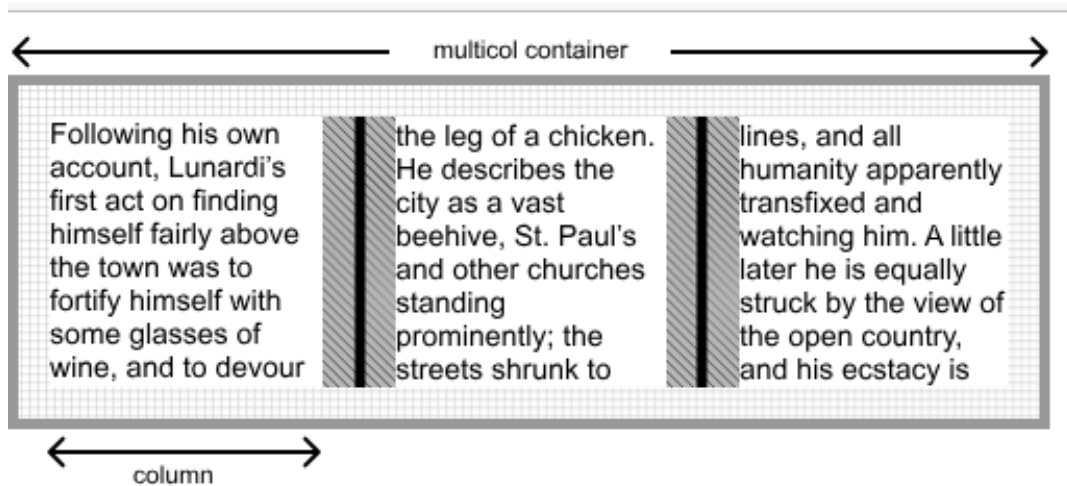 multicol container
Following his own
account, Lunardi's
first act on finding
himself fairly above
the town was to
fortify himself with
some glasses of
wine, and to devour
the leg of a chicken.
He describes the
city as a vast
beehive, St. Paul's
and other churches
standing
prominently; the
streets shrunk to
lines, and all
humanity apparently
transfixed and
watching him. A little
later he is equally
struck by the view of
the open country,
and his ecstacy is
column